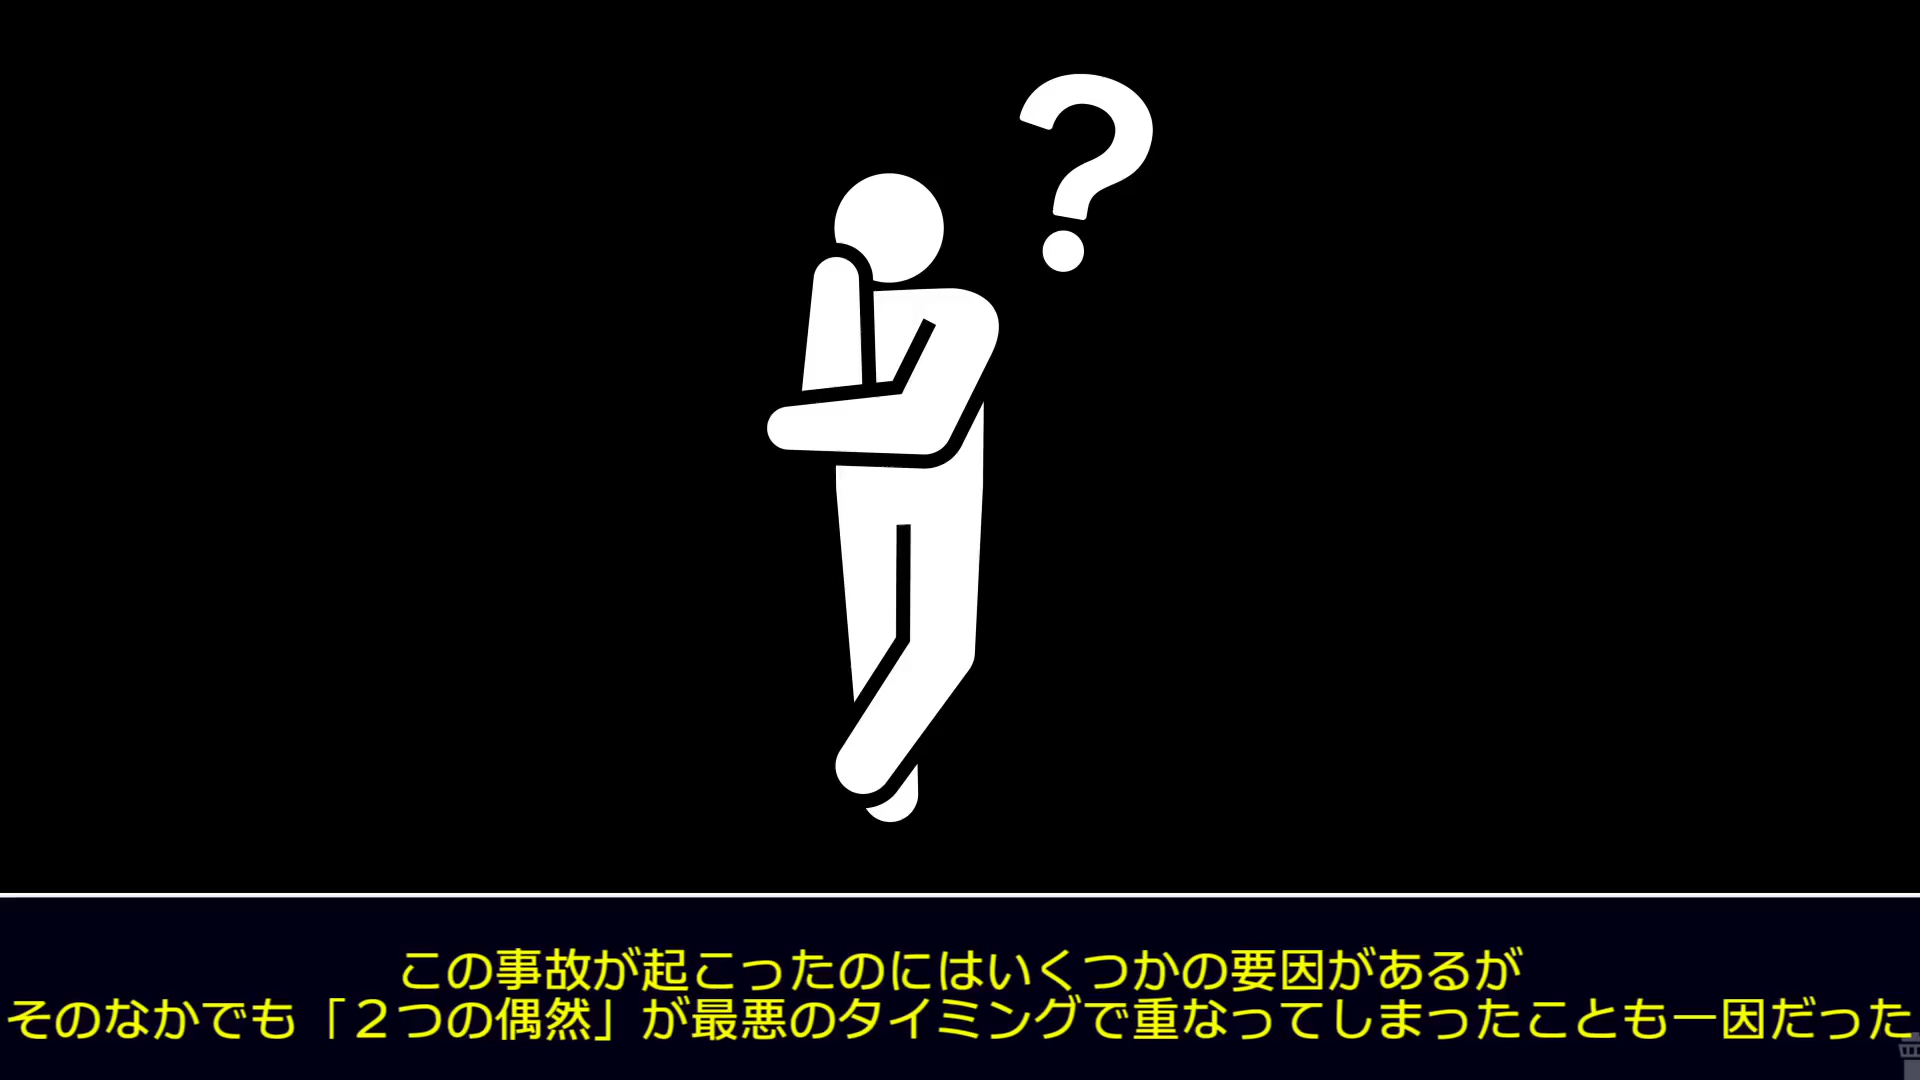 ?
この事故が起こったのにはいくつかの要因があるが
そのなかでも「２つの偶然」が最悪のタイミングで重なってしまったことも一因だった